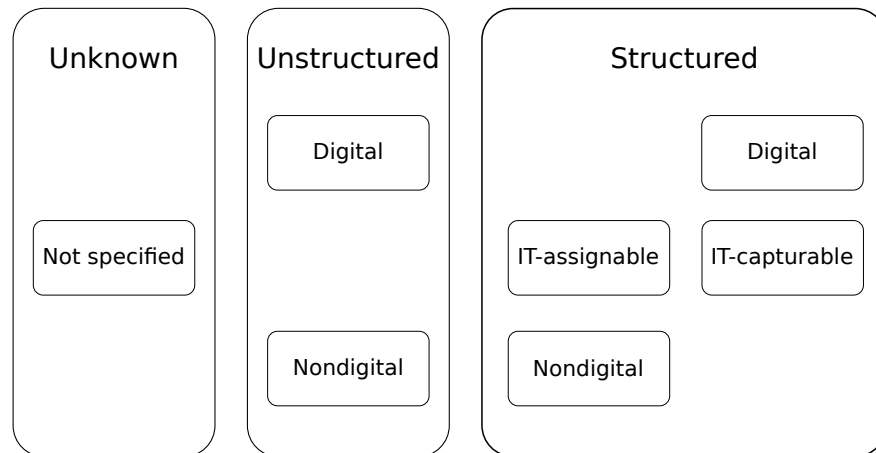 Unknown
Unstructured
Structured
Digital
Digital
Not specified
IT-assignable
IT-capturable
Nondigital
Nondigital